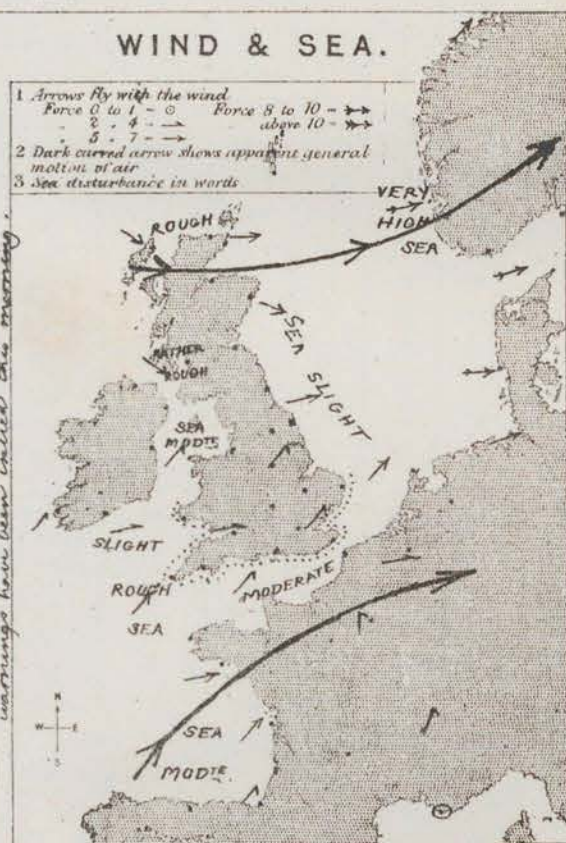 WIND & SEA.
1 Arrows fly with the wind
Force 0 to 1 - ⊙ Force 8 to 10 -
" 2 " 4 - above 10 -
" 5 " 7 -
2 Dark curved arrow shows apparent general
motion of air
3 Sea disturbance in words
VERY
HIGH
SEA
ROUGH
SEA SLIGHT
RATHER
ROUGH
SEA
MODTE.
SLIGHT
ROUGH
SEA
MODERATE
SEA
MODTE.
N
W E
S
warnings have been issued this morning.